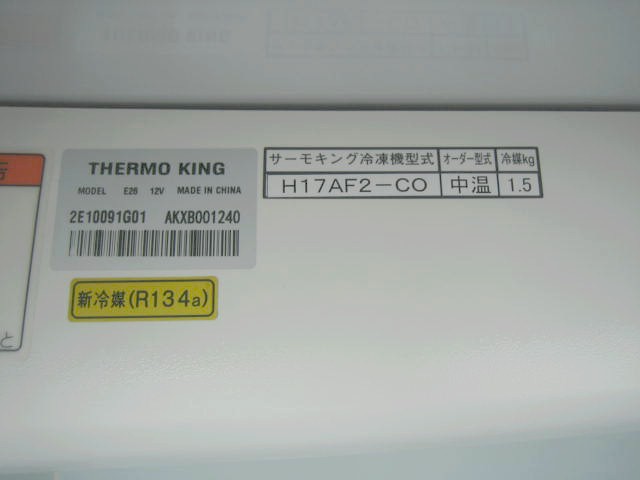 THERMO KING
MODEL E26 12V MADE IN CHINA
2E10091G01 AKXB001240
新冷媒(R134a)
サーモキング冷凍機型式 オーダー型式 冷媒kg
H17AF2-CO 中温 1.5
と